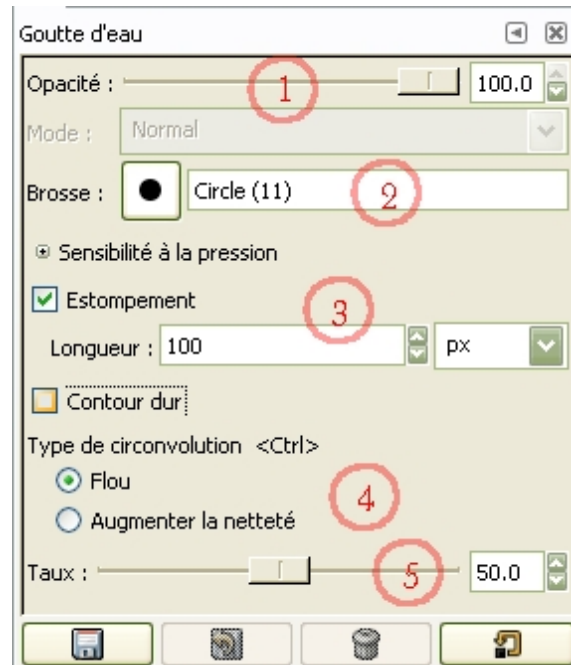 Goutte d'eau
Opacité : 1 100.0
Mode : Normal
Brosse : Circle (11) 2
Sensibilité à la pression
Estompement 3
Longueur : 100 px
Contour dur
Type de circonvolution <Ctrl>
Flou 4
Augmenter la netteté
Taux : 5 50.0